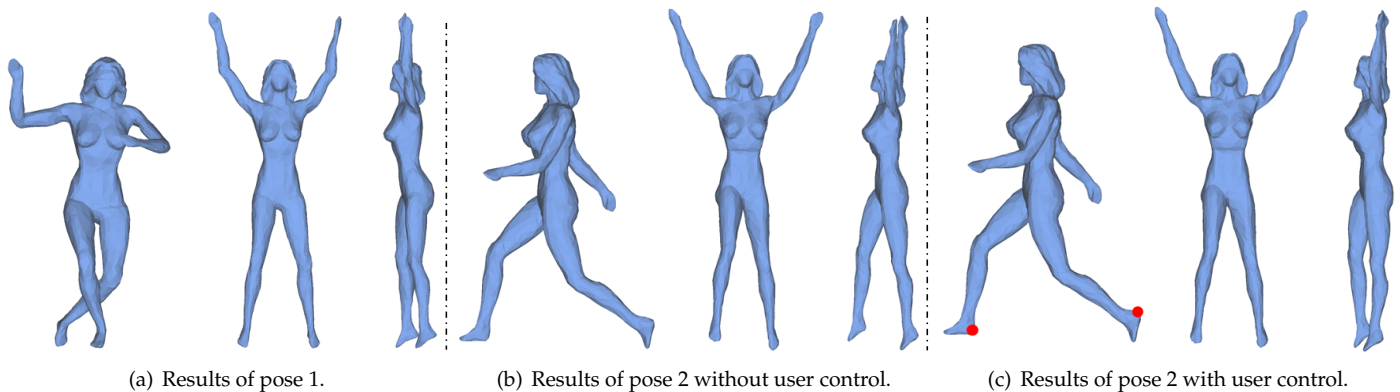 (a) Results of pose 1.
(b) Results of pose 2 without user control.
(c) Results of pose 2 with user control.